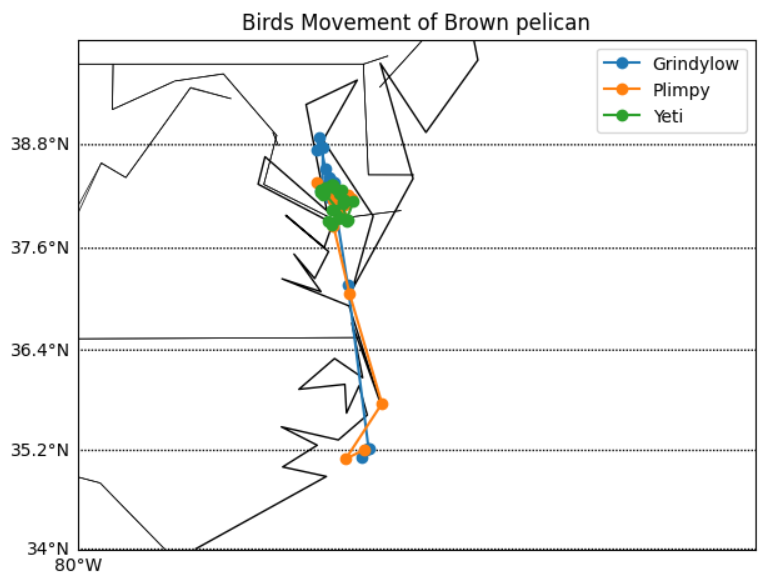 Birds Movement of Brown pelican
Grindylow
Plimpy
Yeti
38.8°N
37.6°N
36.4°N
35.2°N
34°N
80°W